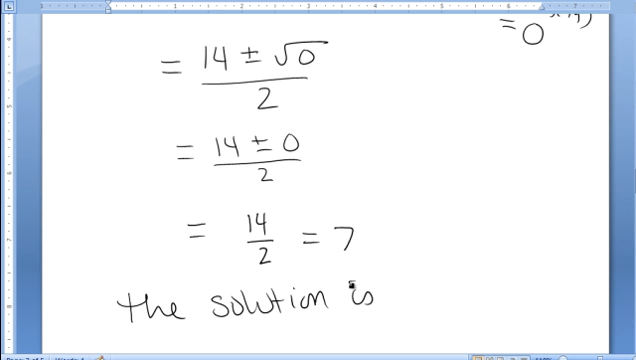 = 0
= 14 ± √0
2
= 14 ± 0
2
= 14
2
= 7
the solution is